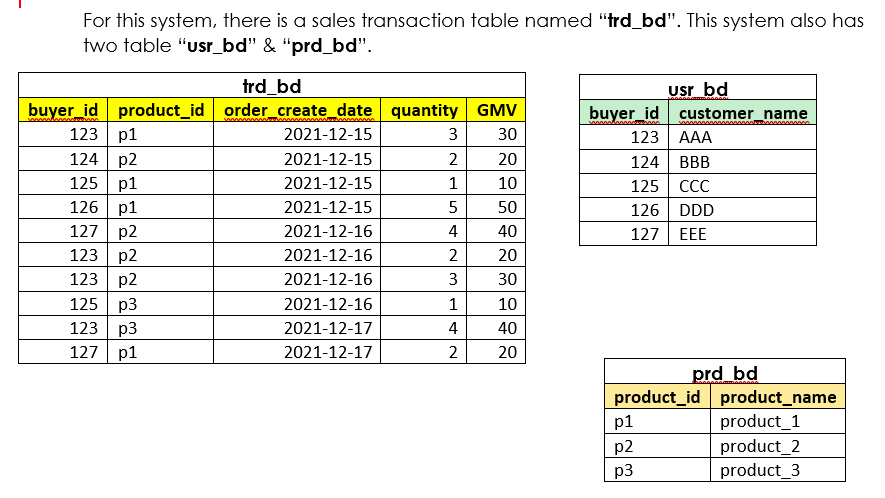 For this system, there is a sales transaction table named “trd_bd”. This system also has
two table “usr_bd” & “prd_bd”.
trd_bd
buyer_id product_id order_create_date quantity GMV
123 p1 2021-12-15 3 30
124 p2 2021-12-15 2 20
125 p1 2021-12-15 1 10
126 p1 2021-12-15 5 50
127 p2 2021-12-16 4 40
123 p2 2021-12-16 2 20
123 p2 2021-12-16 3 30
125 p3 2021-12-16 1 10
123 p3 2021-12-17 4 40
127 p1 2021-12-17 2 20
usr_bd
buyer_id customer_name
123 AAA
124 BBB
125 CCC
126 DDD
127 EEE
prd_bd
product_id product_name
p1 product_1
p2 product_2
p3 product_3